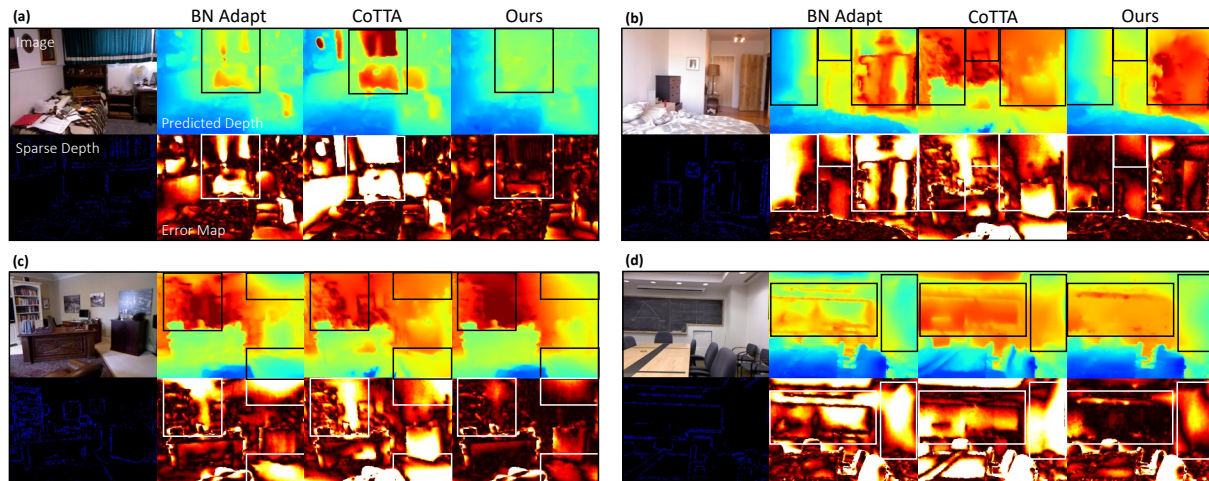 (a) BN Adapt CoTTA Ours
Image
Predicted Depth
Sparse Depth
Error Map
(b) BN Adapt CoTTA Ours
(c)
(d)